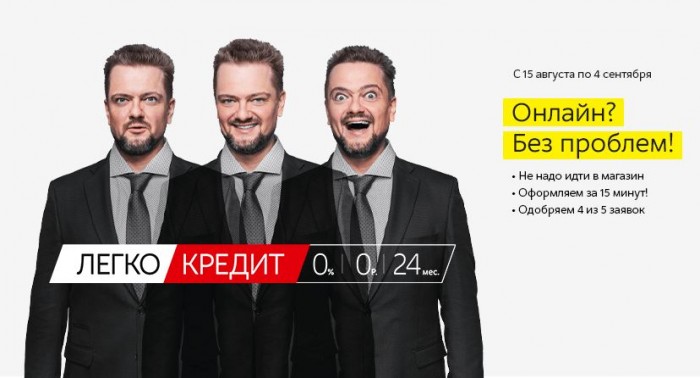 С 15 августа по 4 сентября
Онлайн?
Без проблем!
• Не надо идти в магазин
• Оформляем за 15 минут!
• Одобряем 4 из 5 заявок
ЛЕГКО КРЕДИТ 0% 0Р. 24 мес.